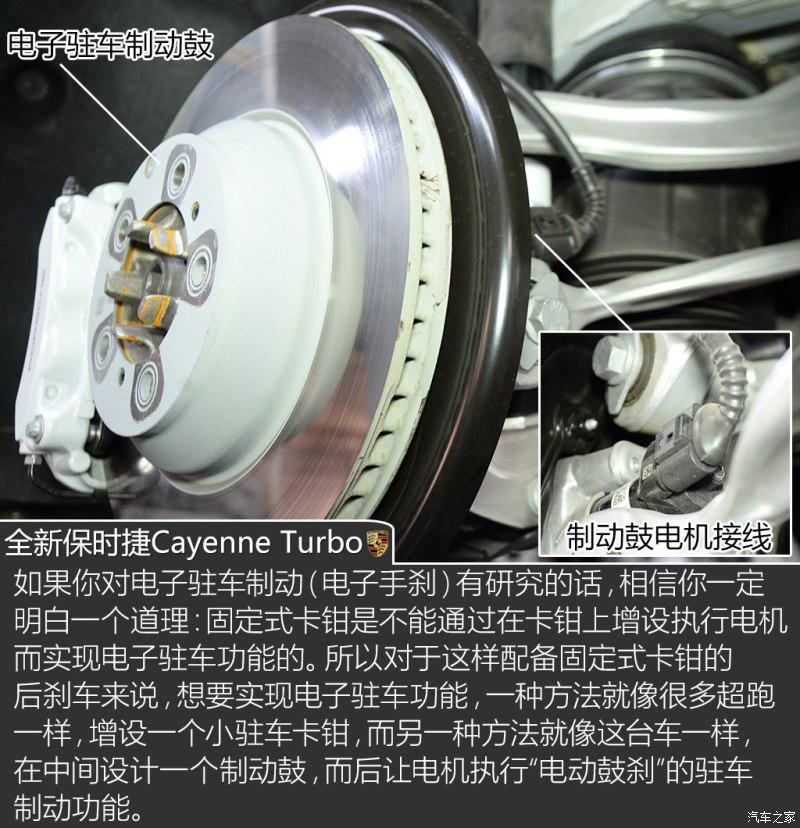 电子驻车制动鼓
制动鼓电机接线
全新保时捷Cayenne Turbo
如果你对电子驻车制动(电子手刹)有研究的话,相信你一定
明白一个道理:固定式卡钳是不能通过在卡钳上增设执行电机
而实现电子驻车功能的。所以对于这样配备固定式卡钳的
后刹车来说,想要实现电子驻车功能,一种方法就像很多超跑
一样,增设一个小驻车卡钳,而另一种方法就像这台车一样,
在中间设计一个制动鼓,而后让电机执行“电动鼓刹”的驻车
制动功能。
汽车之家